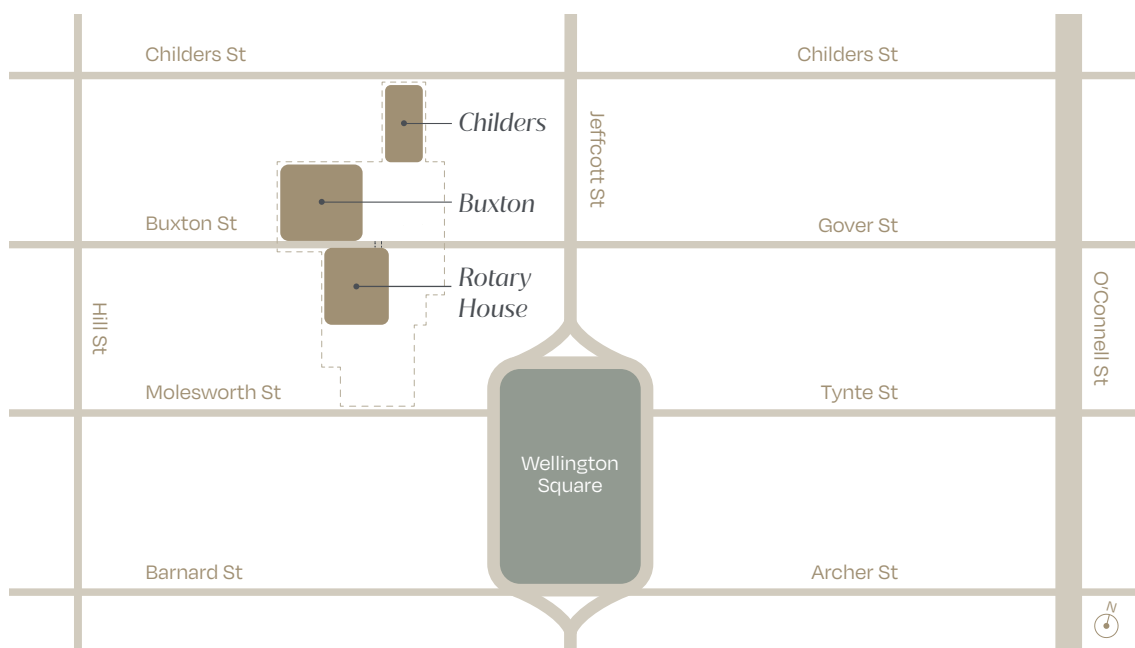 Childers St
Childers St
Childers
Jeffcott St
Buxton
Buxton St
Gover St
Rotary
House
Hill St
O'Connell St
Molesworth St
Tynte St
Wellington
Square
Barnard St
Archer St
N